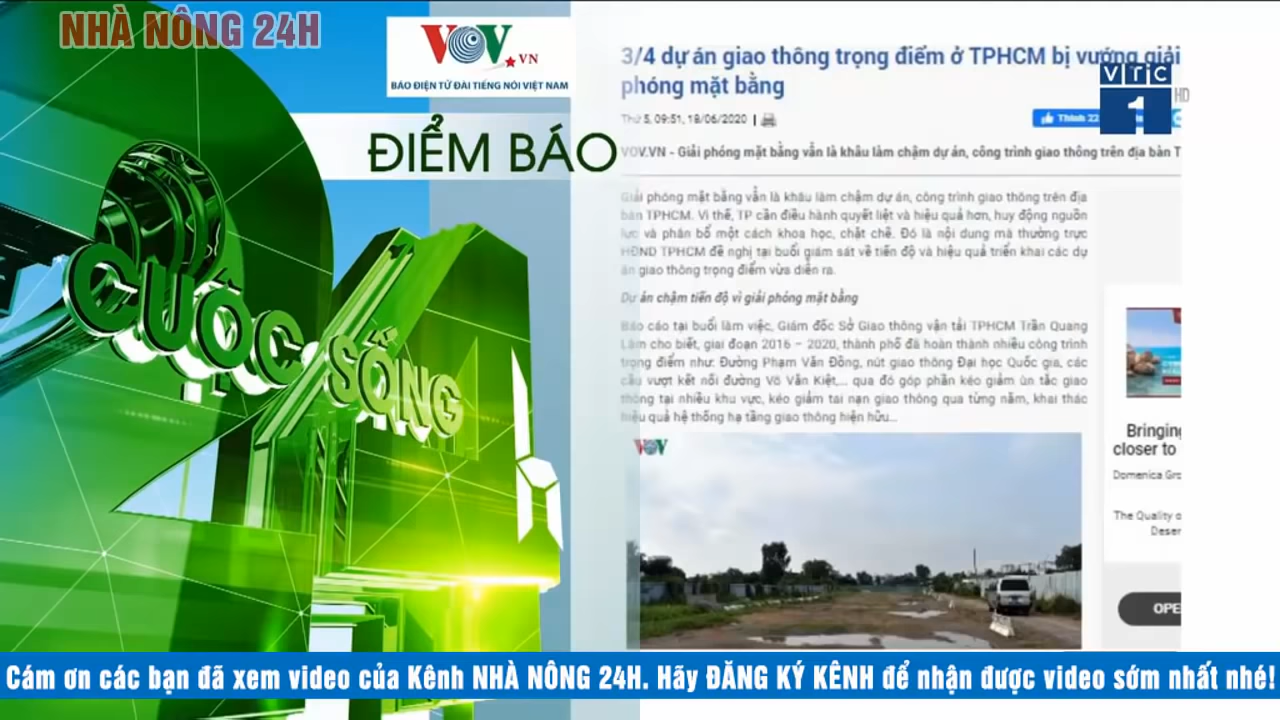 NHÀ NÔNG 24H
VOV.VN
BÁO ĐIỆN TỬ ĐÀI TIẾNG NÓI VIỆT NAM
ĐIỂM BÁO
CUỘC SỐNG
24h
3/4 dự án giao thông trọng điểm ở TPHCM bị vướng giải
phóng mặt bằng
VTC
1
HD
Thứ 5, 09:51, 18/06/2020
Thích 22
VOV.VN - Giải phóng mặt bằng vẫn là khâu làm chậm dự án, công trình giao thông trên địa bàn T
Giải phóng mặt bằng vẫn là khâu làm chậm dự án, công trình giao thông trên địa
bàn TPHCM. Vì thế, TP cần điều hành quyết liệt và hiệu quả hơn, huy động nguồn
lực và phân bổ một cách khoa học, chặt chẽ. Đó là nội dung mà thường trực
HĐND TPHCM đề nghị tại buổi giám sát về tiến độ và hiệu quả triển khai các dự
án giao thông trọng điểm vừa diễn ra.
Dự án chậm tiến độ vì giải phóng mặt bằng
Báo cáo tại buổi làm việc, Giám đốc Sở Giao thông vận tải TPHCM Trần Quang
Lâm cho biết, giai đoạn 2016 – 2020, thành phố đã hoàn thành nhiều công trình
trọng điểm như: Đường Phạm Văn Đồng, nút giao thông Đại học Quốc gia, các
cầu vượt kết nối đường Võ Văn Kiệt,... qua đó góp phần kéo giảm ùn tắc giao
thông tại nhiều khu vực, kéo giảm tai nạn giao thông qua từng năm, khai thác
hiệu quả hệ thống hạ tầng giao thông hiện hữu...
VOV
Bringing
closer to
Domenica Gro
The Quality o
Deser
OPE
Cám ơn các bạn đã xem video của Kênh NHÀ NÔNG 24H. Hãy ĐĂNG KÝ KÊNH để nhận được video sớm nhất nhé!